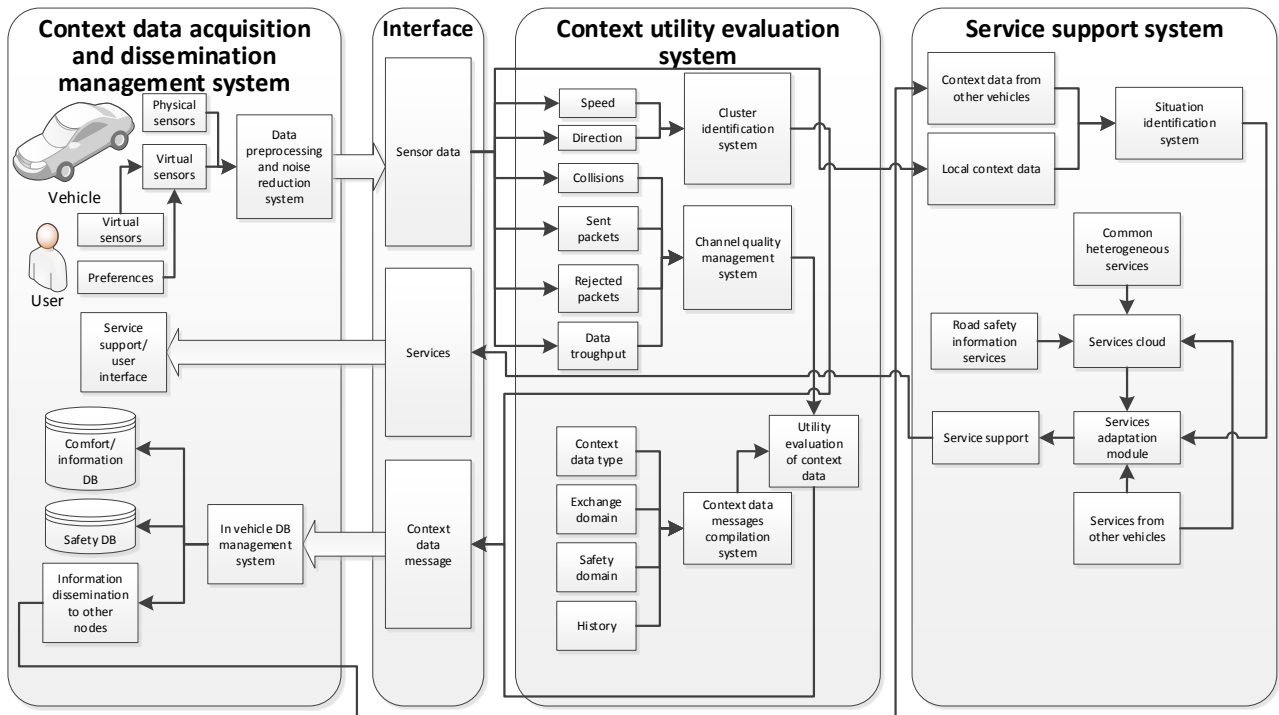 Context data acquisition
and dissemination
management system
Physical
sensors
Virtual
sensors
Vehicle
Virtual
sensors
Preferences
User
Data
preprocessing
and noise
reduction
system
Service
support/
user
interface
Comfort/
information
DB
Safety DB
Information
dissemination
to other
nodes
In vehicle DB
management
system
Interface
Sensor data
Services
Context
data
message
Context utility evaluation
system
Speed
Direction
Collisions
Sent
packets
Rejected
packets
Data
troughput
Cluster
identification
system
Channel quality
management
system
Context
data type
Exchange
domain
Safety
domain
History
Context data
messages
compilation
system
Utility
evaluation
of context
data
Service support system
Context data from
other vehicles
Local context data
Situation
identification
system
Common
heterogeneous
services
Road safety
information
services
Services cloud
Service support
Services
adaptation
module
Services from
other vehicles